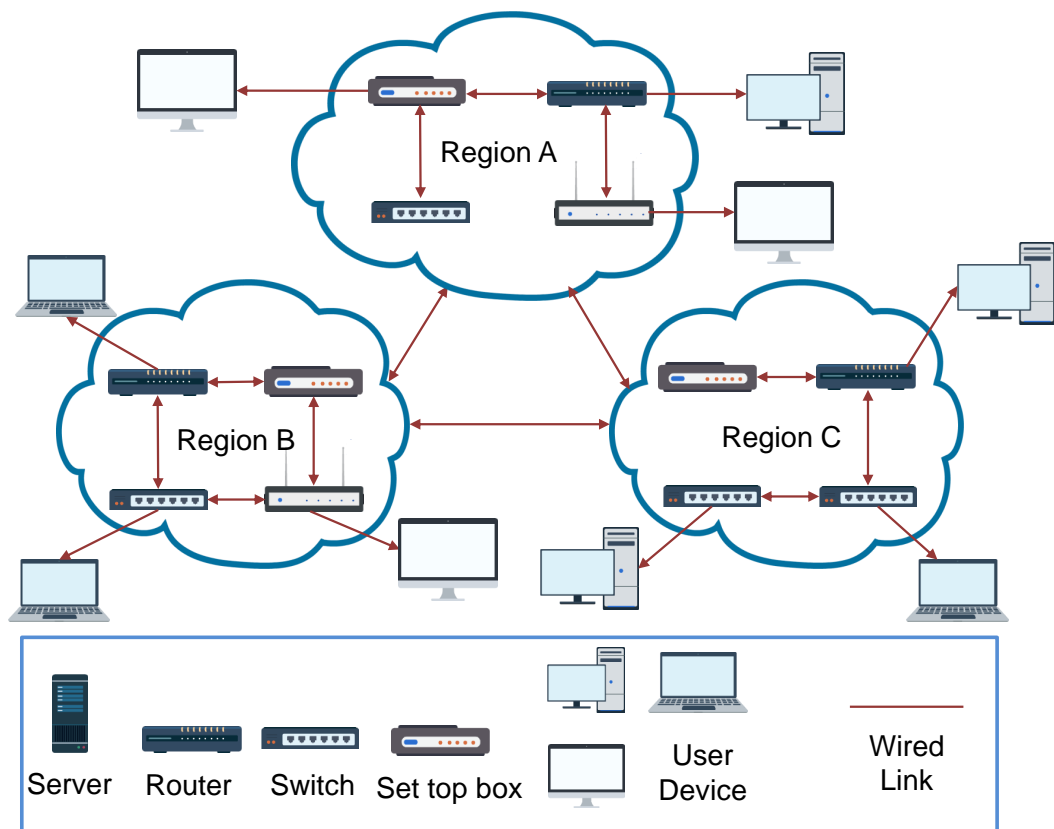 Region A
Region B
Region C
Server
Router
Switch
Set top box
User
Device
Wired
Link